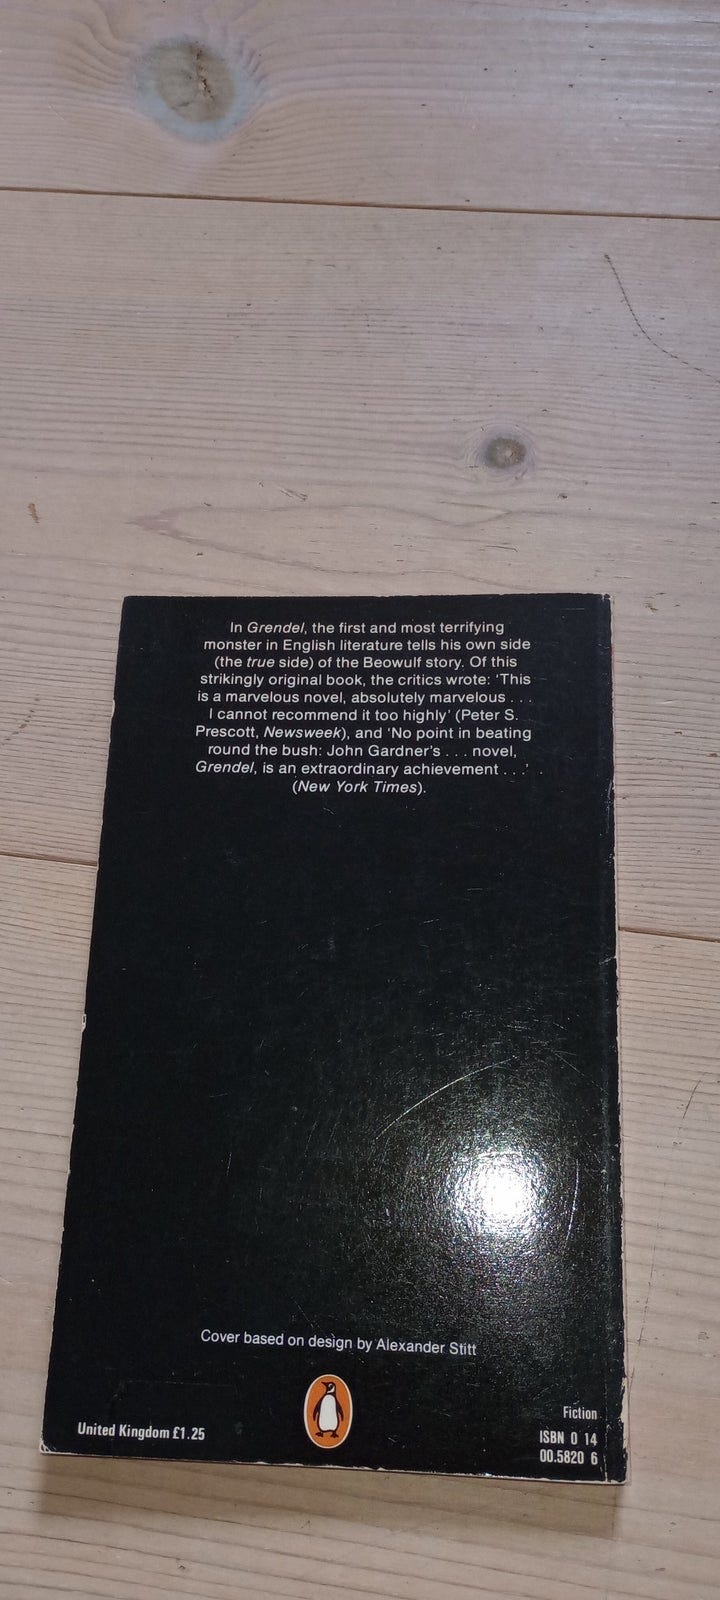 In Grendel, the first and most terrifying
monster in English literature tells his own side
(the true side) of the Beowulf story. Of this
strikingly original book, the critics wrote: 'This
is a marvelous novel, absolutely marvelous . . .
I cannot recommend it too highly' (Peter S.
Prescott, Newsweek), and 'No point in beating
round the bush: John Gardner's . . . novel,
Grendel, is an extraordinary achievement . . .' .
(New York Times).
Cover based on design by Alexander Stitt
United Kingdom £1.25
Fiction
ISBN 0 14
00.5820 6